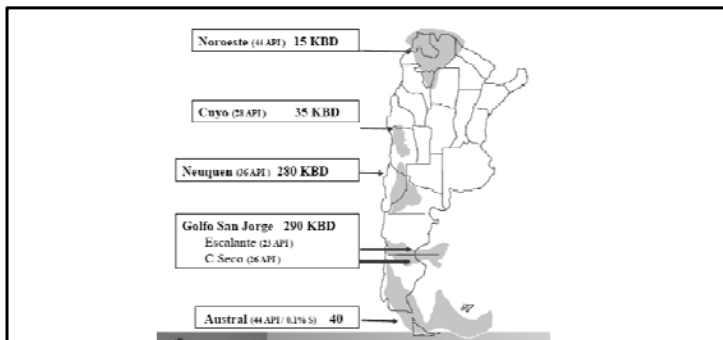 Noroeste (44 API) 15 KBD
Cuyo (28 API) 35 KBD
Neuquen (36 API) 280 KBD
Golfo San Jorge 290 KBD
Escalante (23 API)
C Seco (26 API)
Austral (44 API / 0.1% S) 40